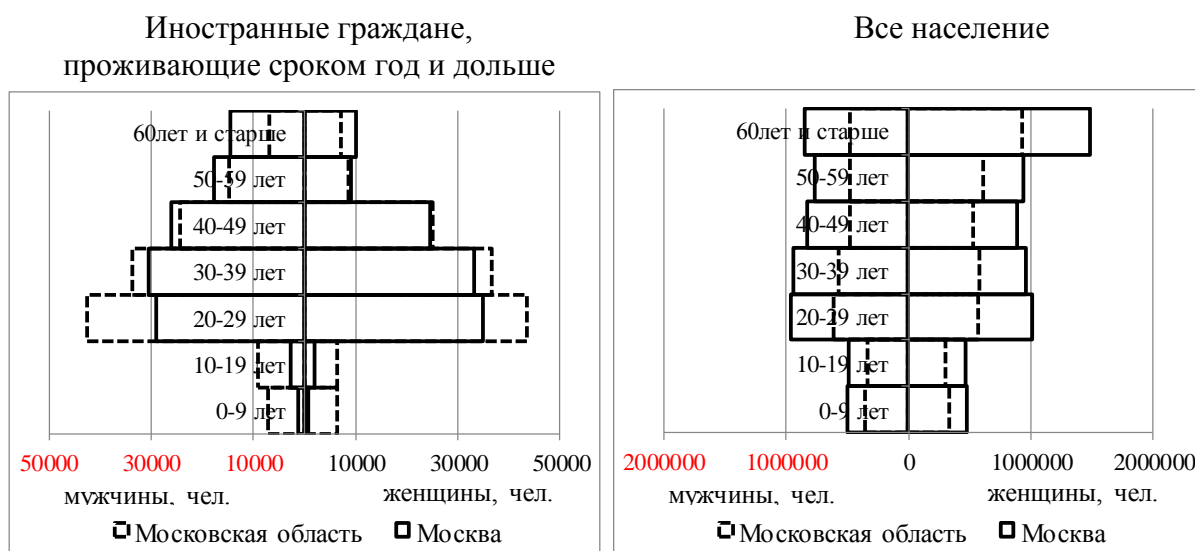 Иностранные граждане,
проживающие сроком год и дольше
60лет и старше
50-59 лет
40-49 лет
30-39 лет
20-29 лет
10-19 лет
0-9 лет
50000 30000 10000 10000 30000 50000
мужчины, чел. женщины, чел.
Московская область Москва
Все население
60лет и старше
50-59 лет
40-49 лет
30-39 лет
20-29 лет
10-19 лет
0-9 лет
2000000 1000000 0 1000000 2000000
мужчины, чел. женщины, чел.
Московская область Москва